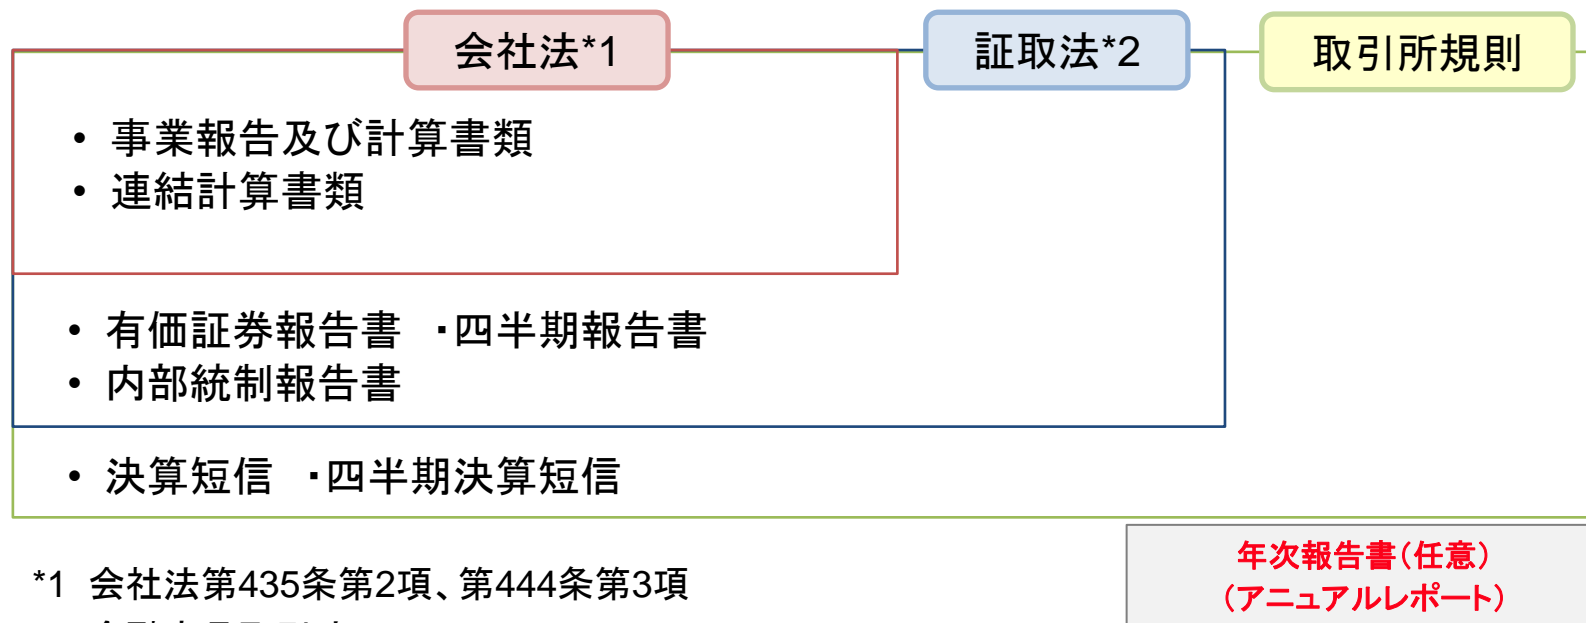 会社法*1
証取法*2
取引所規則
• 事業報告及び計算書類
• 連結計算書類
• 有価証券報告書 ・四半期報告書
• 内部統制報告書
• 決算短信 ・四半期決算短信
*1 会社法第435条第2項、第444条第3項
年次報告書(任意)
(アニュアルレポート)